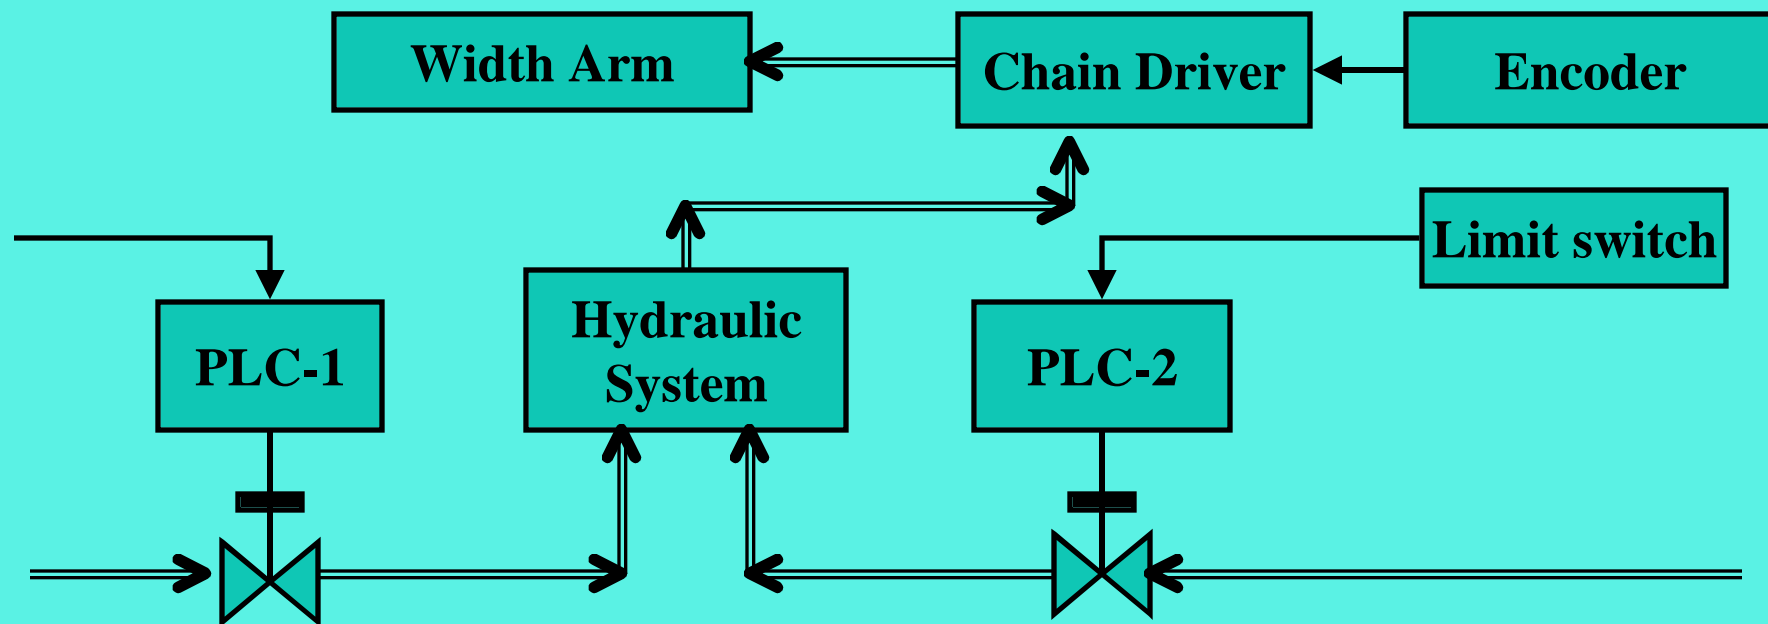 Width Arm
Chain Driver
Encoder
Limit switch
PLC-1
Hydraulic
System
PLC-2